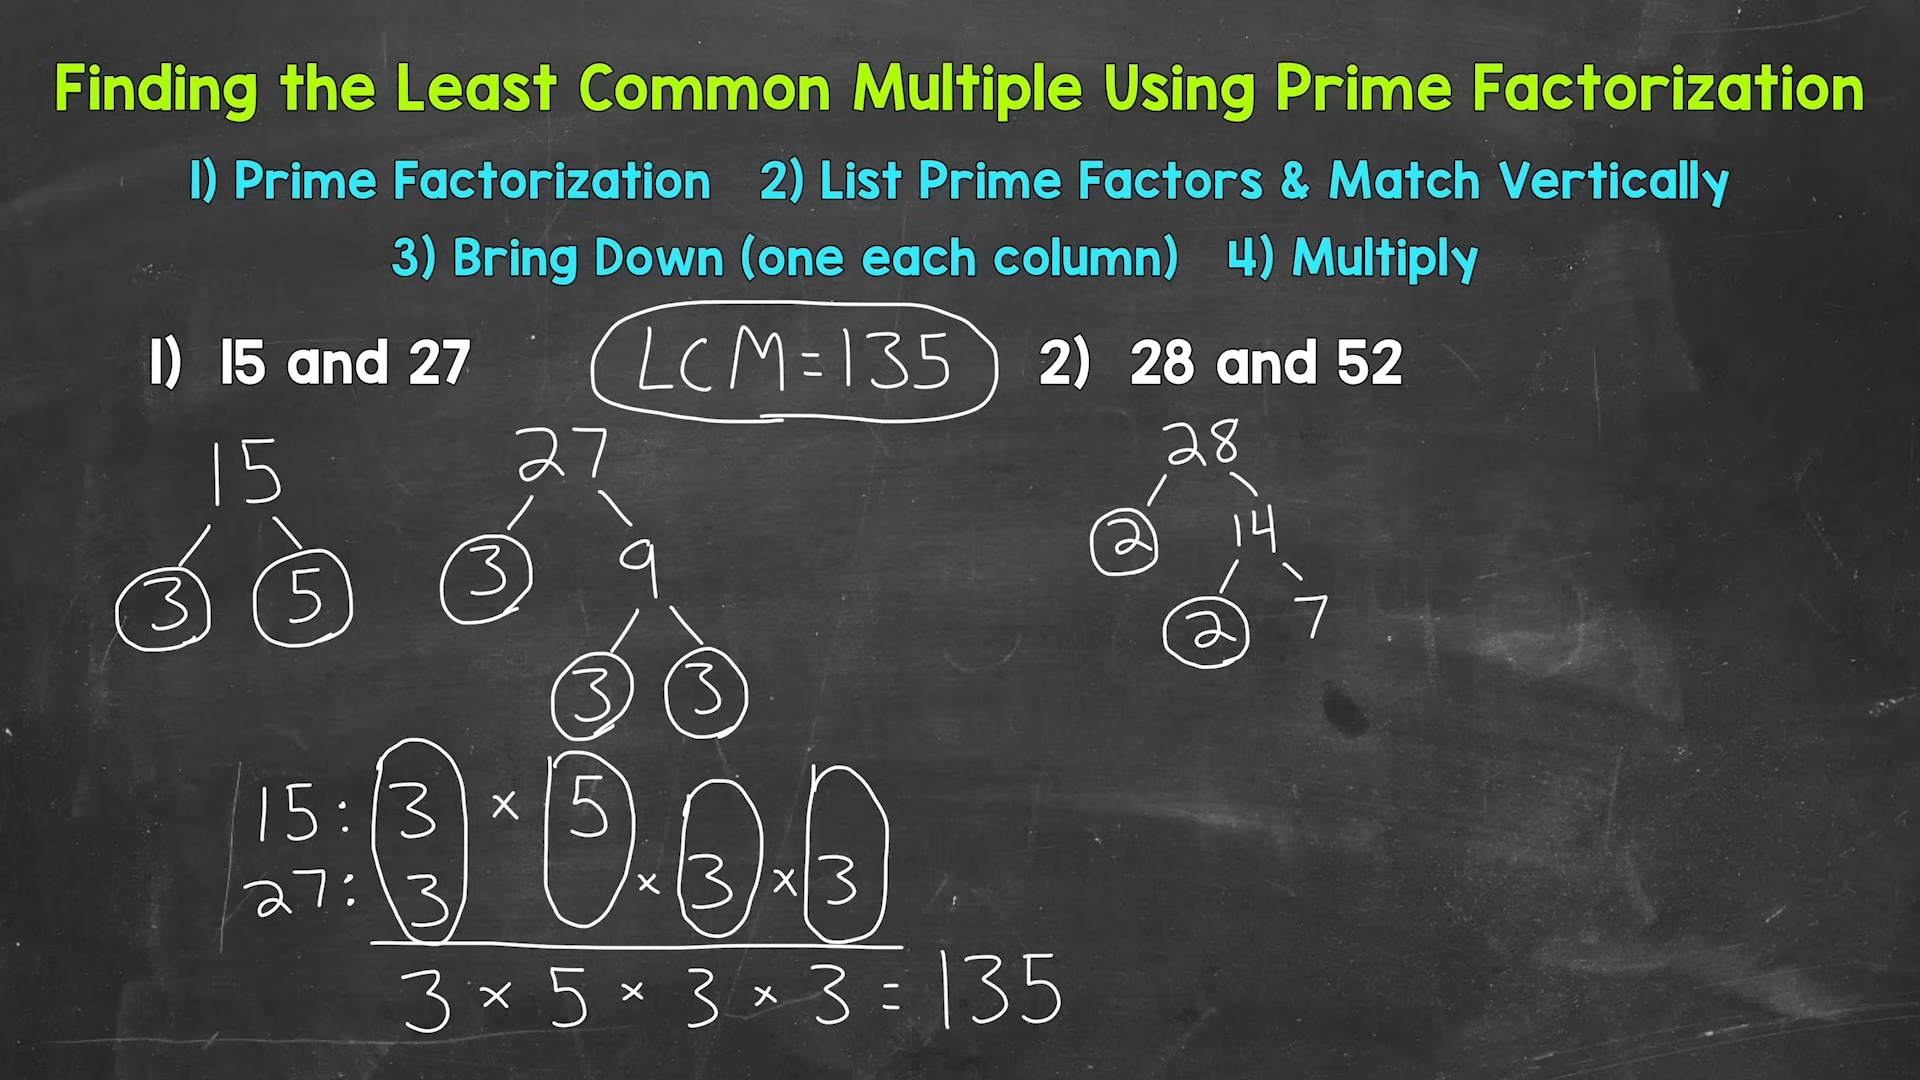 Finding the Least Common Multiple Using Prime Factorization
1) Prime Factorization 2) List Prime Factors & Match Vertically
3) Bring Down (one each column) 4) Multiply
1) 15 and 27
LCM=135
15
3 5
27
3 9
3 3
15: 3 × 5
27: 3 × 3 × 3
3 × 5 × 3 × 3 = 135
2) 28 and 52
28
2 14
2 7